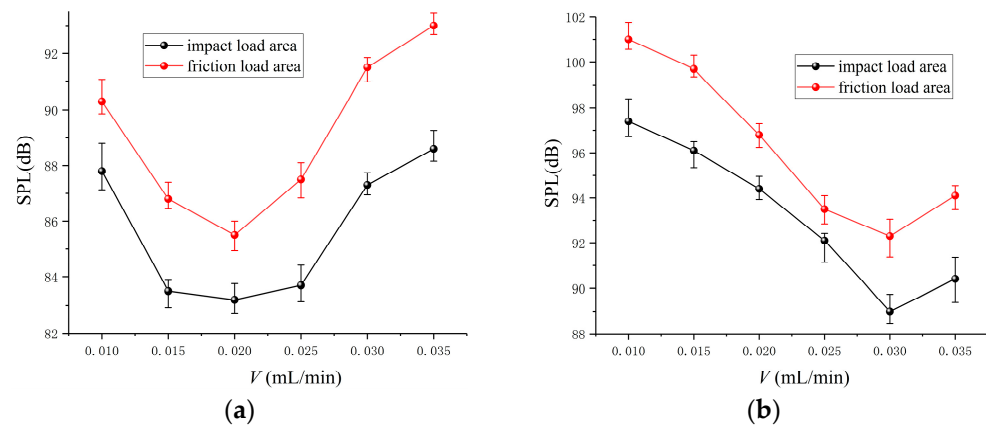 92
90
88
86
84
82
SPL(dB)
impact load area
friction load area
0.010 0.015 0.020 0.025 0.030 0.035
V (mL/min)
(a)
102
100
98
96
94
92
90
88
SPL(dB)
impact load area
friction load area
0.010 0.015 0.020 0.025 0.030 0.035
V (mL/min)
(b)